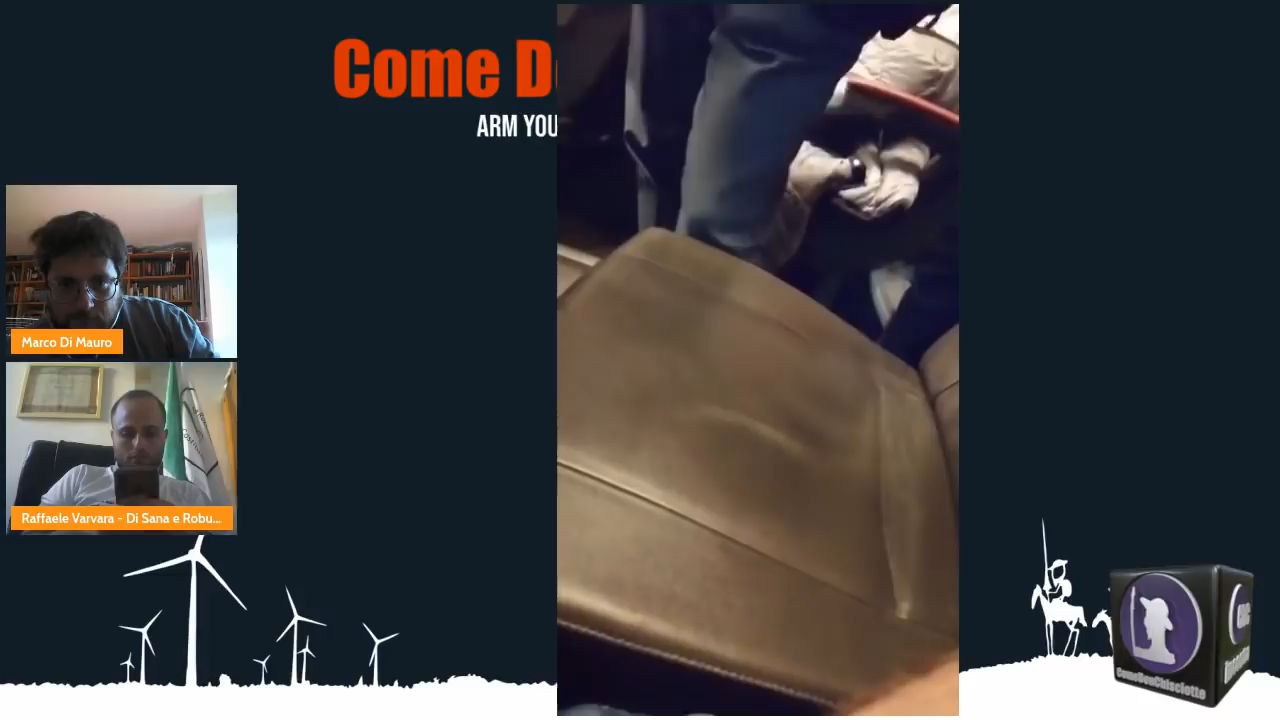 Come D
ARM YOU
Marco Di Mauro
Raffaele Varvara - Di Sana e Robu...
ComeDonChisciotte